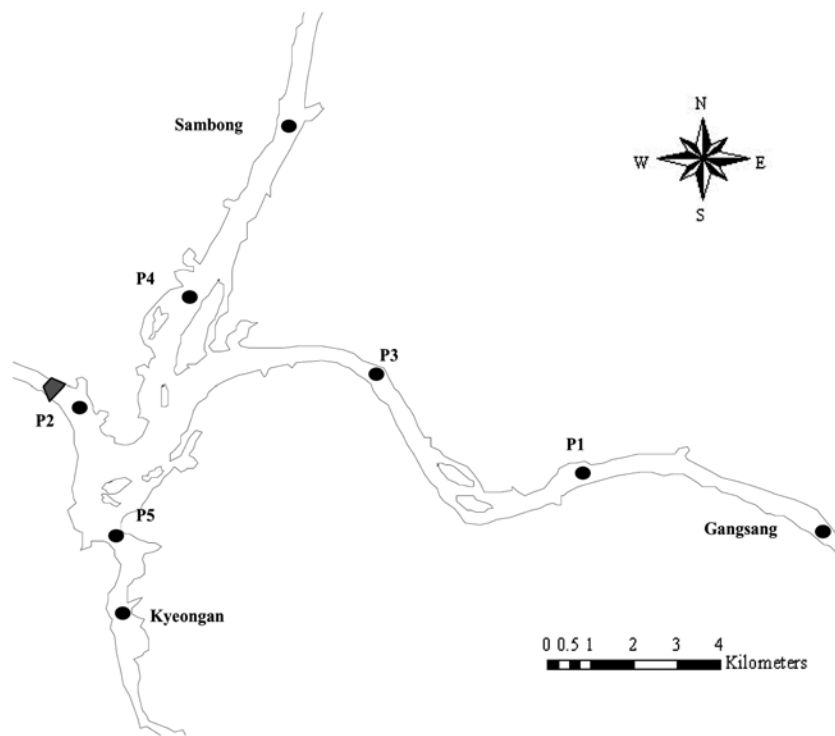 Sambong
N
W E
S
P4
P3
P2
P1
P5
Gangsang
Kyeongan
0 0.5 1 2 3 4
Kilometers